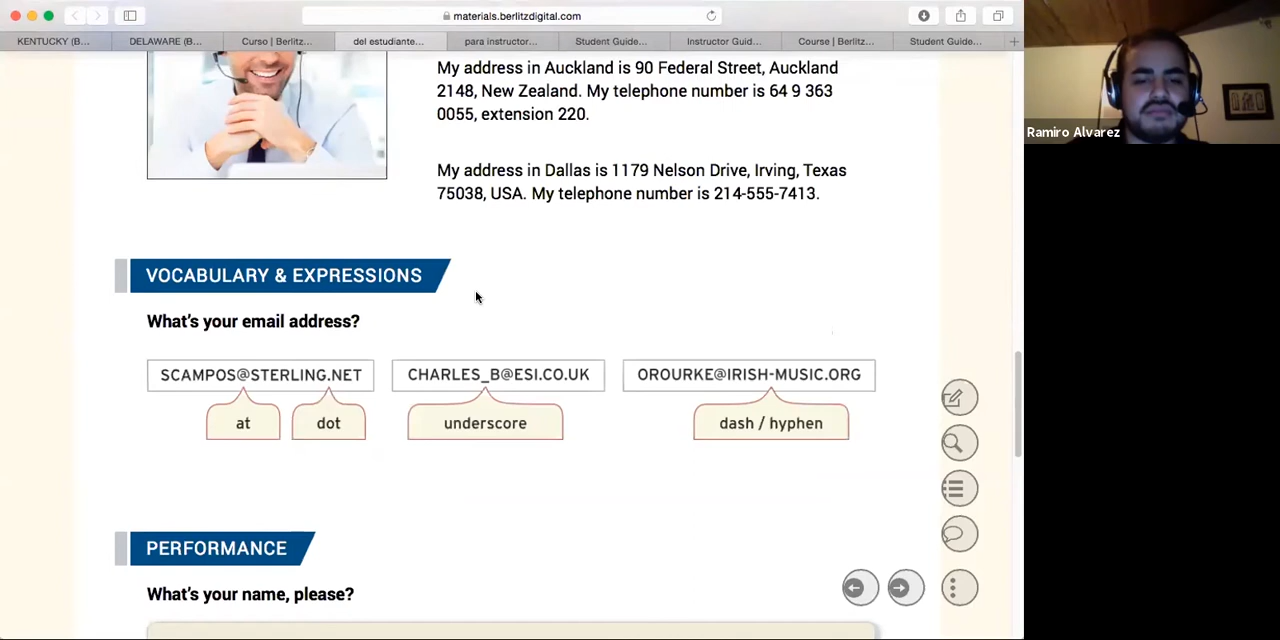 materials.berlitzdigital.com
KENTUCKY (B...
DELAWARE (B...
Curso | Berlitz...
del estudiante...
para instructor...
Student Guide...
Instructor Guid...
Course | Berlitz...
Student Guide...
Ramiro Alvarez
My address in Auckland is 90 Federal Street, Auckland
2148, New Zealand. My telephone number is 64 9 363
0055, extension 220.
My address in Dallas is 1179 Nelson Drive, Irving, Texas
75038, USA. My telephone number is 214-555-7413.
VOCABULARY & EXPRESSIONS
What's your email address?
SCAMPOS@STERLING.NET
CHARLES_B@ESI.CO.UK
OROURKE@IRISH-MUSIC.ORG
at
dot
underscore
dash / hyphen
PERFORMANCE
What's your name, please?